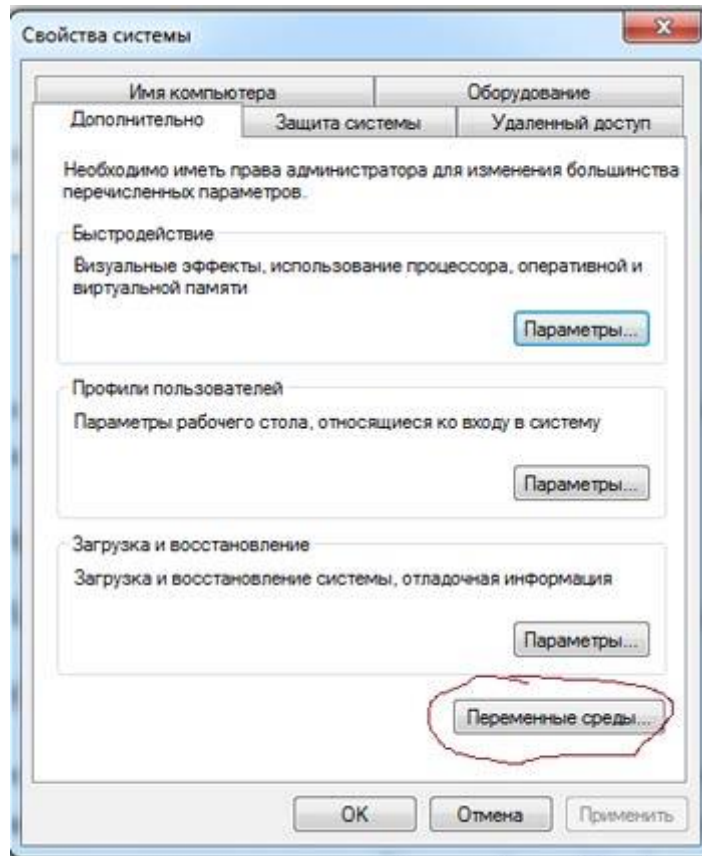 Свойства системы
Имя компьютера
Оборудование
Дополнительно
Защита системы
Удаленный доступ
Необходимо иметь права администратора для изменения большинства
перечисленных параметров.
Быстродействие
Визуальные эффекты, использование процессора, оперативной и
виртуальной памяти
Параметры...
Профили пользователей
Параметры рабочего стола, относящиеся ко входу в систему
Параметры...
Загрузка и восстановление
Загрузка и восстановление системы, отладочная информация
Параметры...
Переменные среды...
ОК
Отмена
Применить